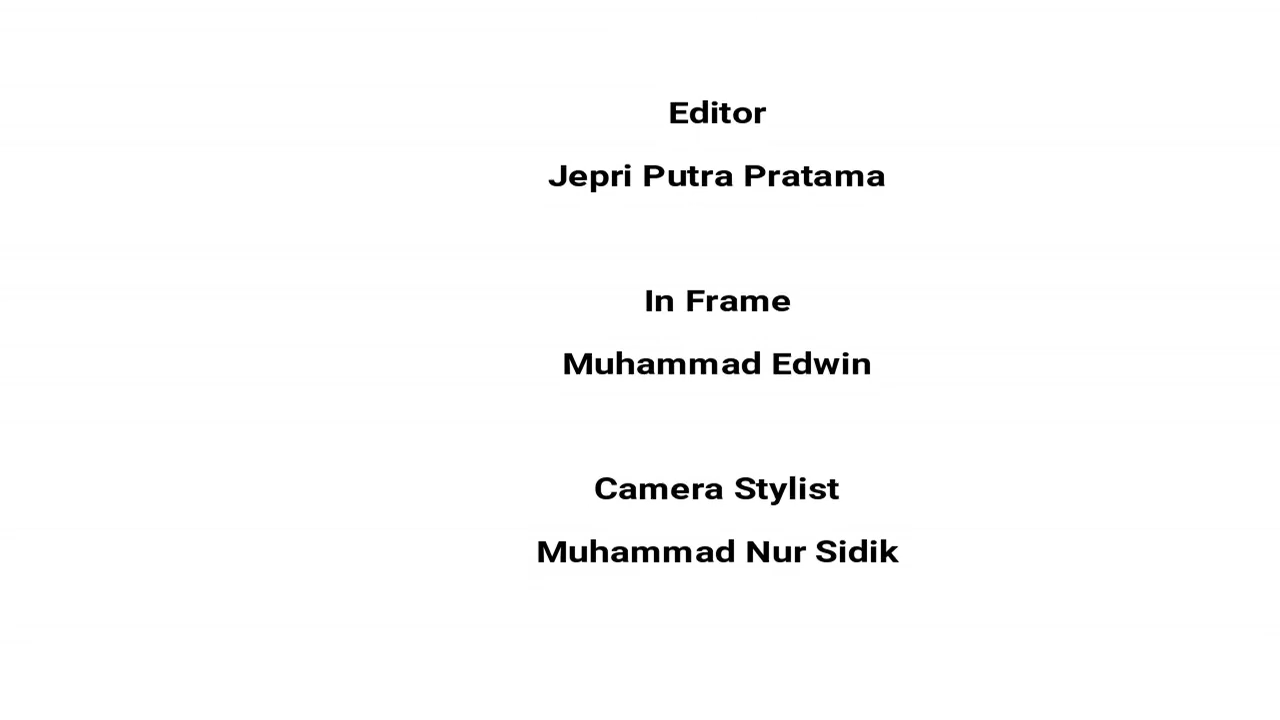 Editor
Jepri Putra Pratama
In Frame
Muhammad Edwin
Camera Stylist
Muhammad Nur Sidik